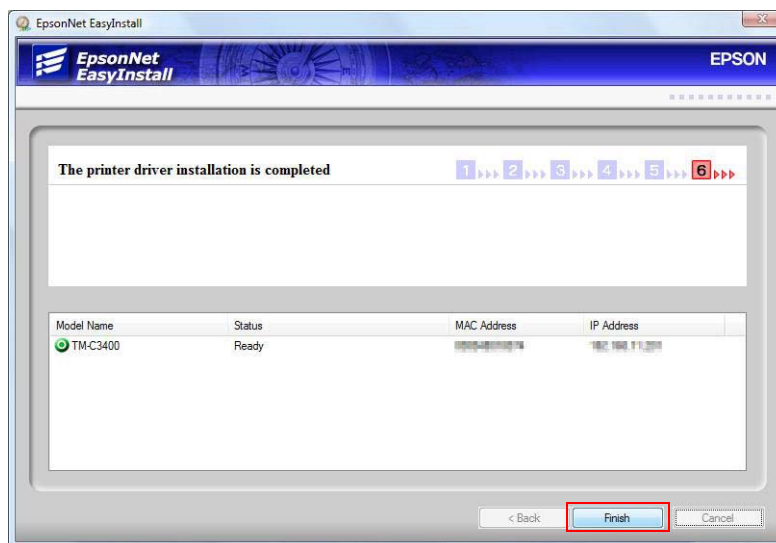 EpsonNet EasyInstall
EpsonNet
EasyInstall
EPSON
The printer driver installation is completed
1 2 3 4 5 6
Model Name Status MAC Address IP Address
TM-C3400 Ready
< Back Finish Cancel